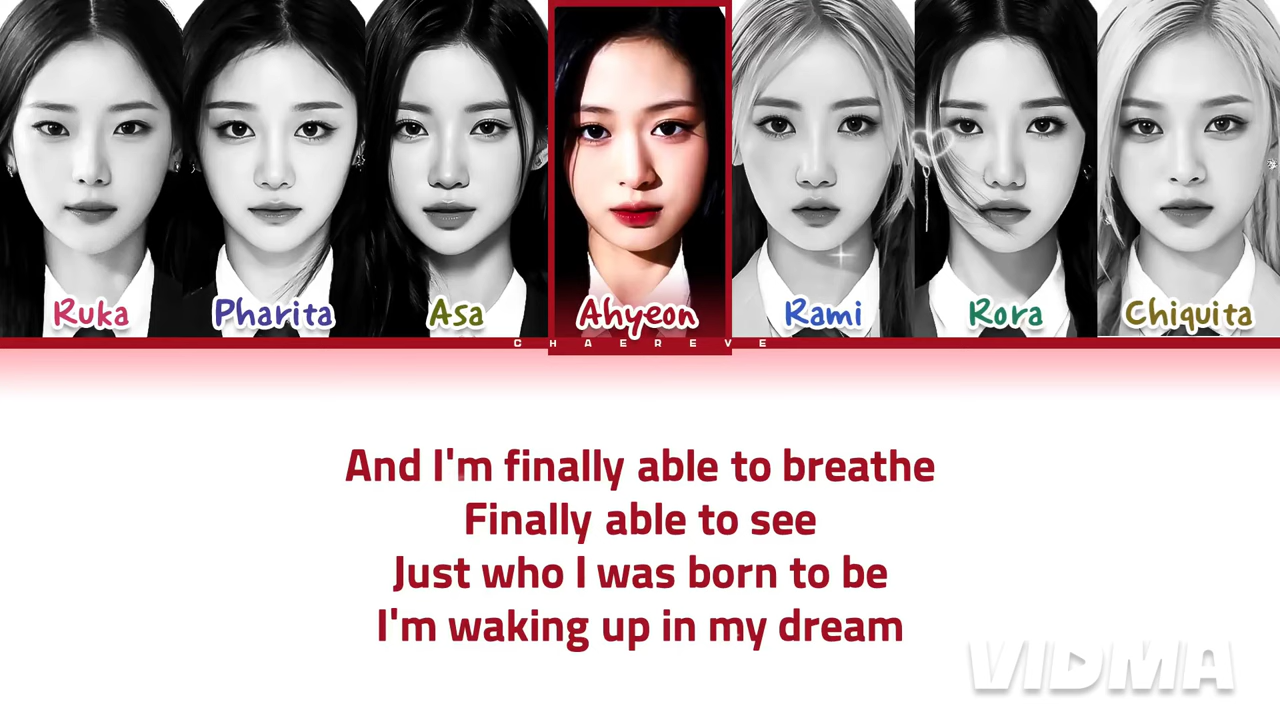 Ruka Pharita Asa Ahyeon Rami Rora Chiquita
CHAEREVE
And I'm finally able to breathe
Finally able to see
Just who I was born to be
I'm waking up in my dream
VIDMA